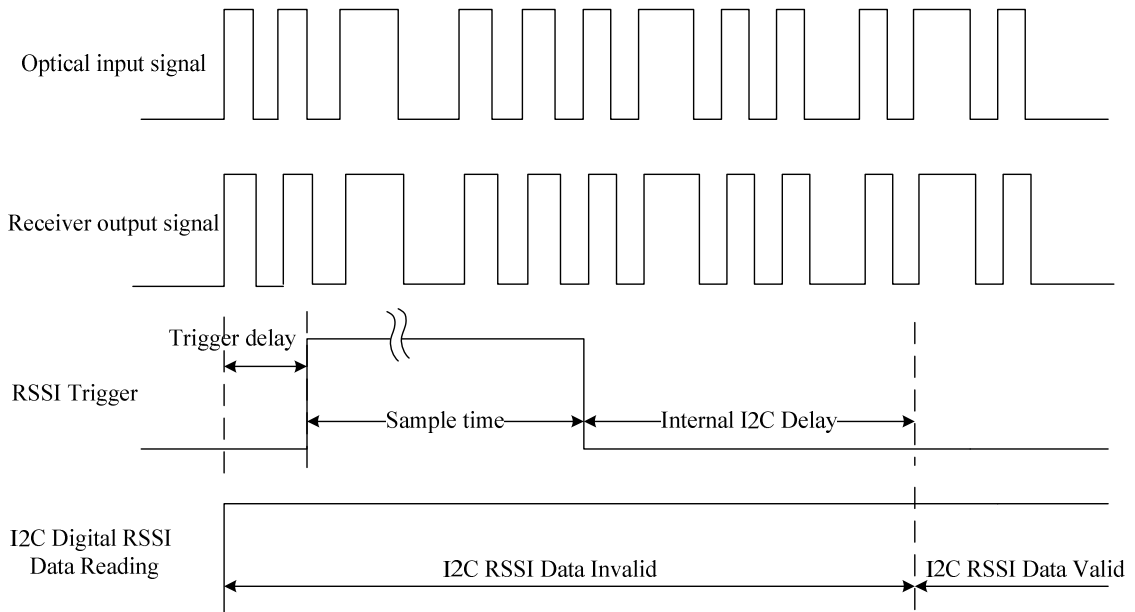 Optical input signal
Receiver output signal
Trigger delay
RSSI Trigger
Sample time
Internal I2C Delay
I2C Digital RSSI
Data Reading
I2C RSSI Data Invalid
I2C RSSI Data Valid